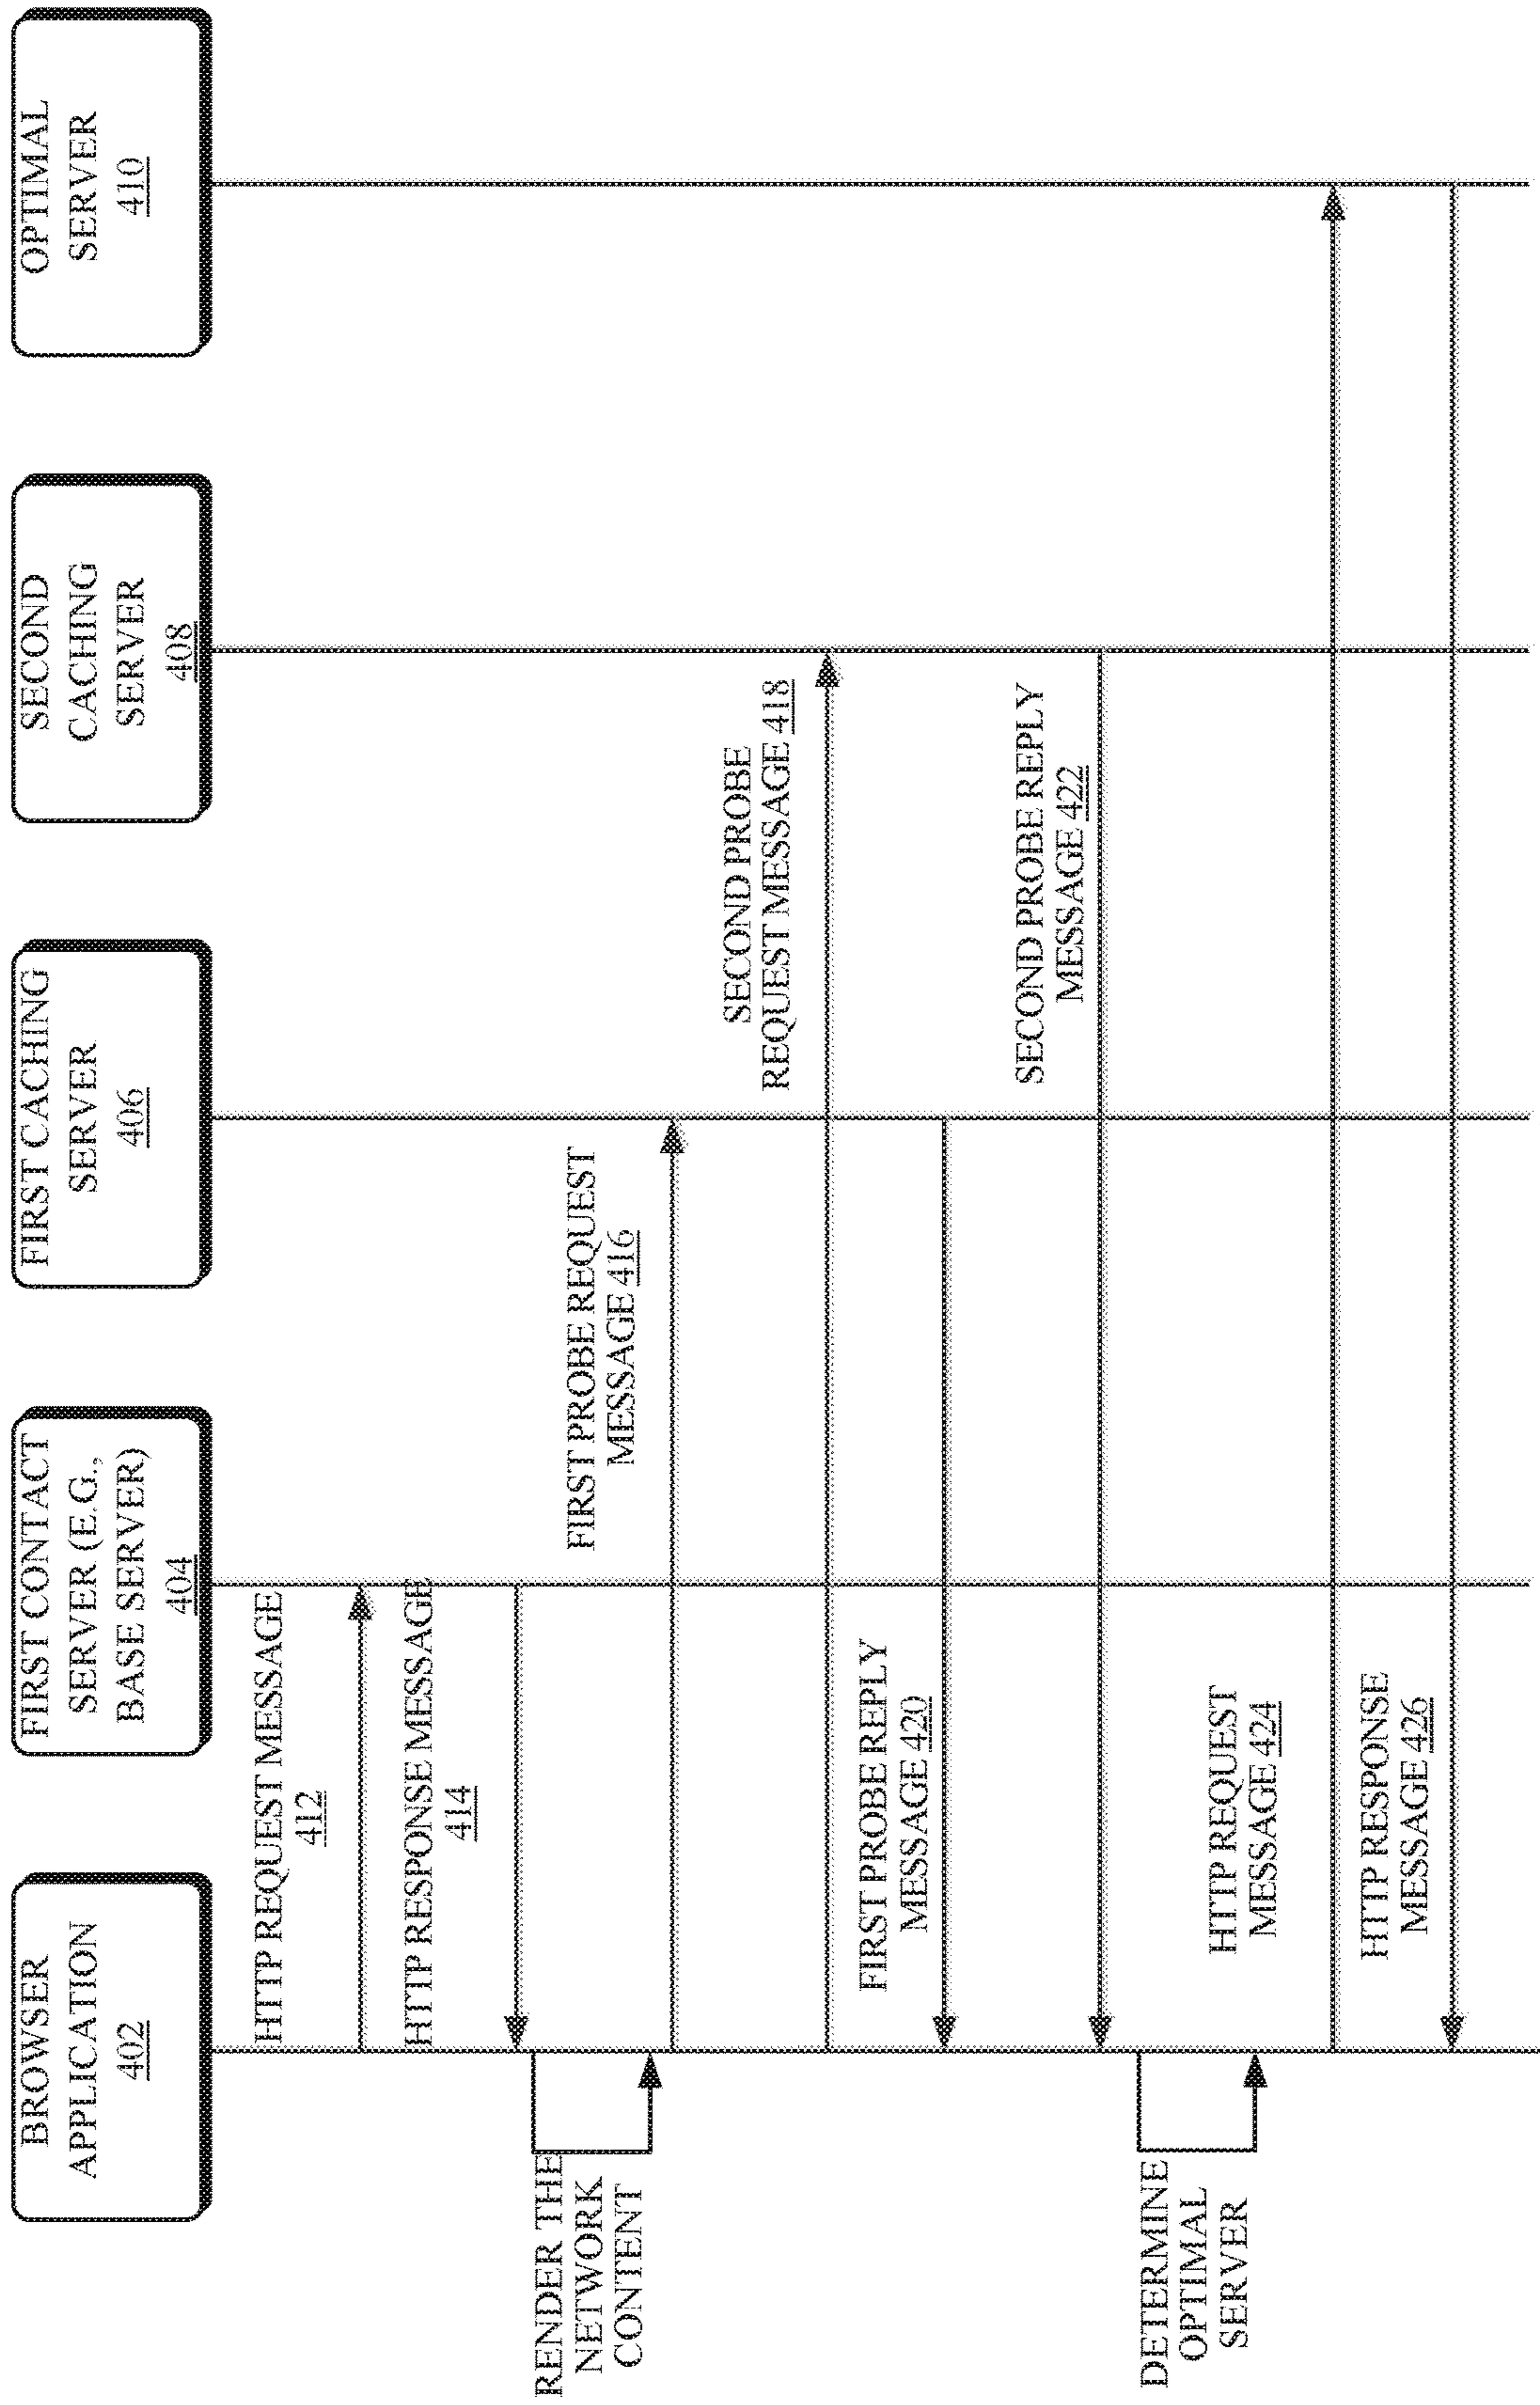 BROWSER
APPLICATION
402
FIRST CONTACT
SERVER (E.G.,
BASE SERVER)
404
FIRST CACHING
SERVER
406
SECOND
CACHING
SERVER
408
OPTIMAL
SERVER
410
HTTP REQUEST MESSAGE
412
HTTP RESPONSE MESSAGE
414
RENDER THE
NETWORK
CONTENT
FIRST PROBE REQUEST
MESSAGE 416
SECOND PROBE
REQUEST MESSAGE 418
FIRST PROBE REPLY
MESSAGE 420
SECOND PROBE REPLY
MESSAGE 422
DETERMINE
OPTIMAL
SERVER
HTTP REQUEST
MESSAGE 424
HTTP RESPONSE
MESSAGE 426